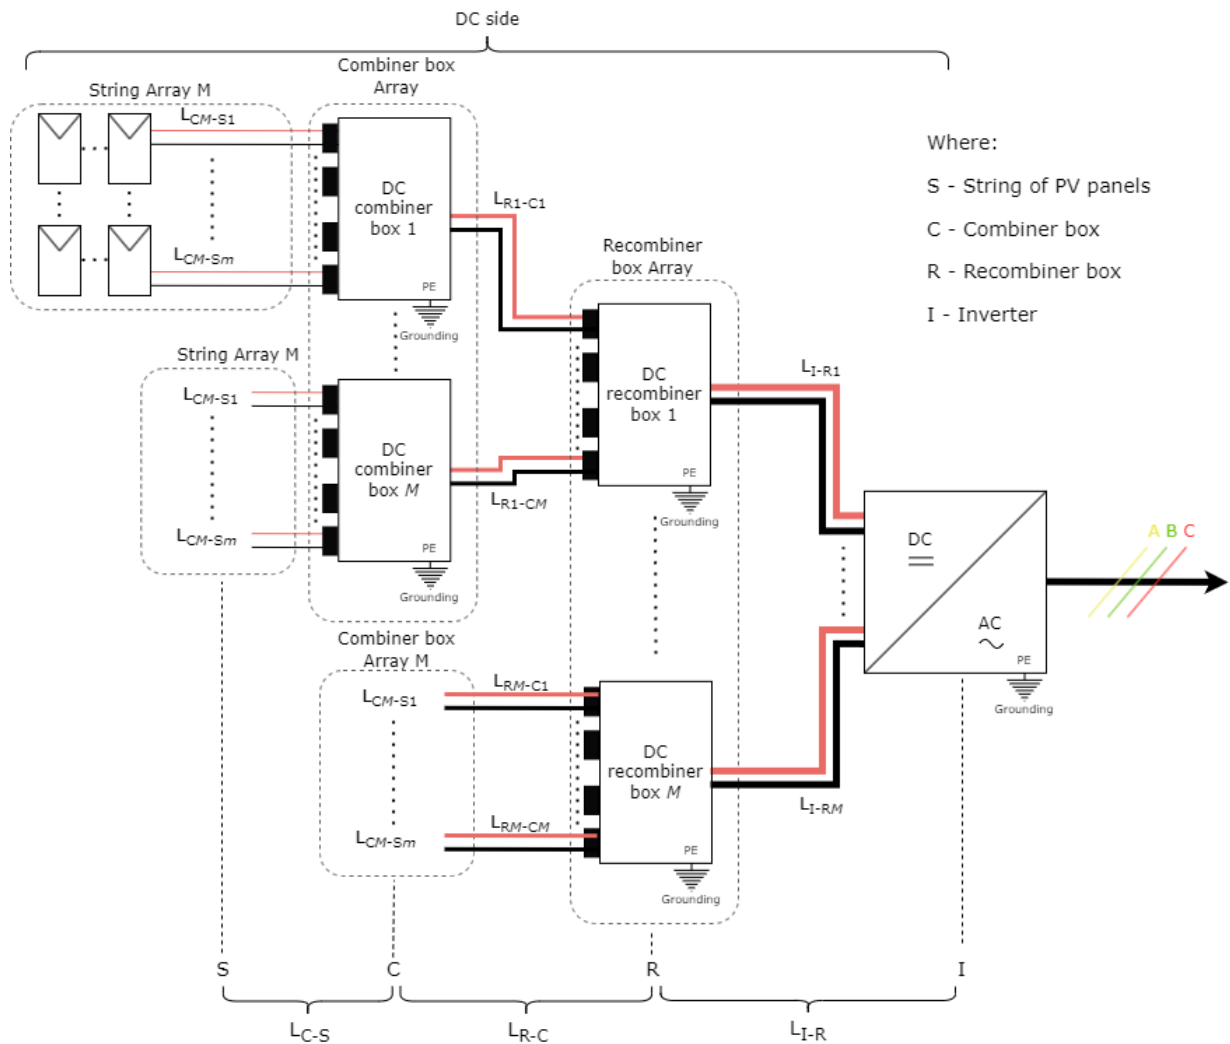 DC side
Combiner box
Array
String Array M
LCM-S1
LCM-Sm
DC
combiner
box 1
PE
Grounding
LR1-C1
Where:
S - String of PV panels
C - Combiner box
R - Recombiner box
I - Inverter
Recombiner
box Array
String Array M
LCM-S1
LCM-Sm
DC
combiner
box M
PE
Grounding
LR1-CM
DC
recombiner
box 1
PE
Grounding
LI-R1
DC
AC
PE
Grounding
A B C
Combiner box
Array M
LCM-S1
LCM-Sm
LRM-C1
LRM-CM
DC
recombiner
box M
PE
Grounding
LI-RM
S
C
R
I
LC-S
LR-C
LI-R